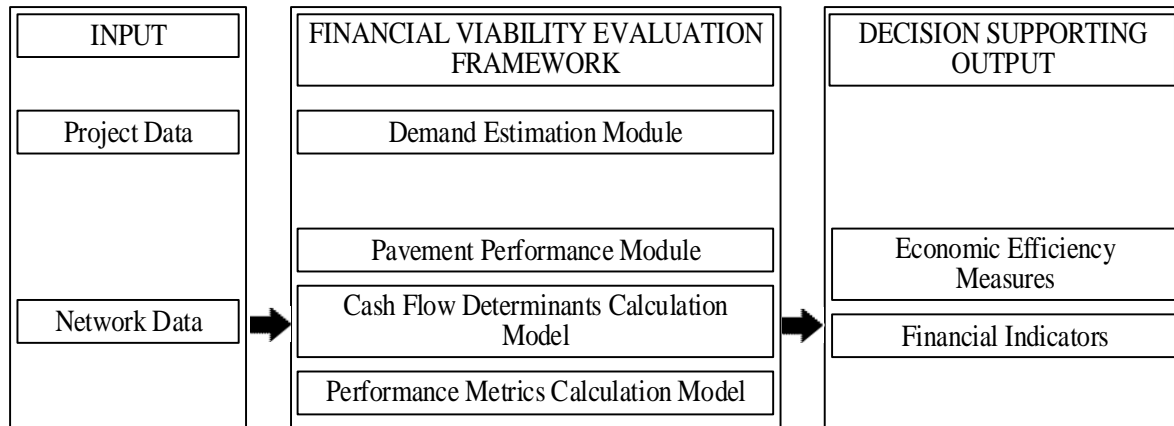 INPUT
Project Data
Network Data
FINANCIAL VIABILITY EVALUATION
FRAMEWORK
Demand Estimation Module
Pavement Performance Module
Cash Flow Determinants Calculation
Model
Performance Metrics Calculation Model
DECISION SUPPORTING
OUTPUT
Economic Efficiency
Measures
Financial Indicators